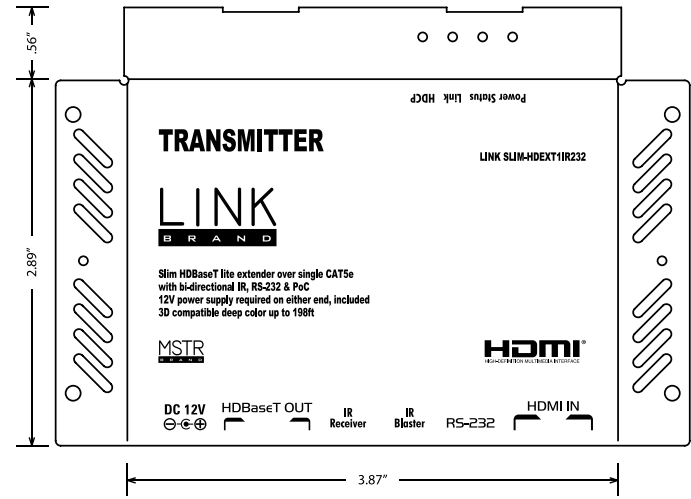 .56"
Power Status Link HDCP
TRANSMITTER
LINK SLIM-HDEXT1IR232
LINK
BRAND
2.89"
Slim HDBaseT lite extender over single CAT5e
with bi-directional IR, RS-232 & PoC
12V power supply required on either end, included
3D compatible deep color up to 198ft
MSTR
BRAND
HDMI®
HIGH-DEFINITION MULTIMEDIA INTERFACE
DC 12V
HDBaseT OUT
IR
Receiver
IR
Blaster
RS-232
HDMI IN
3.87"